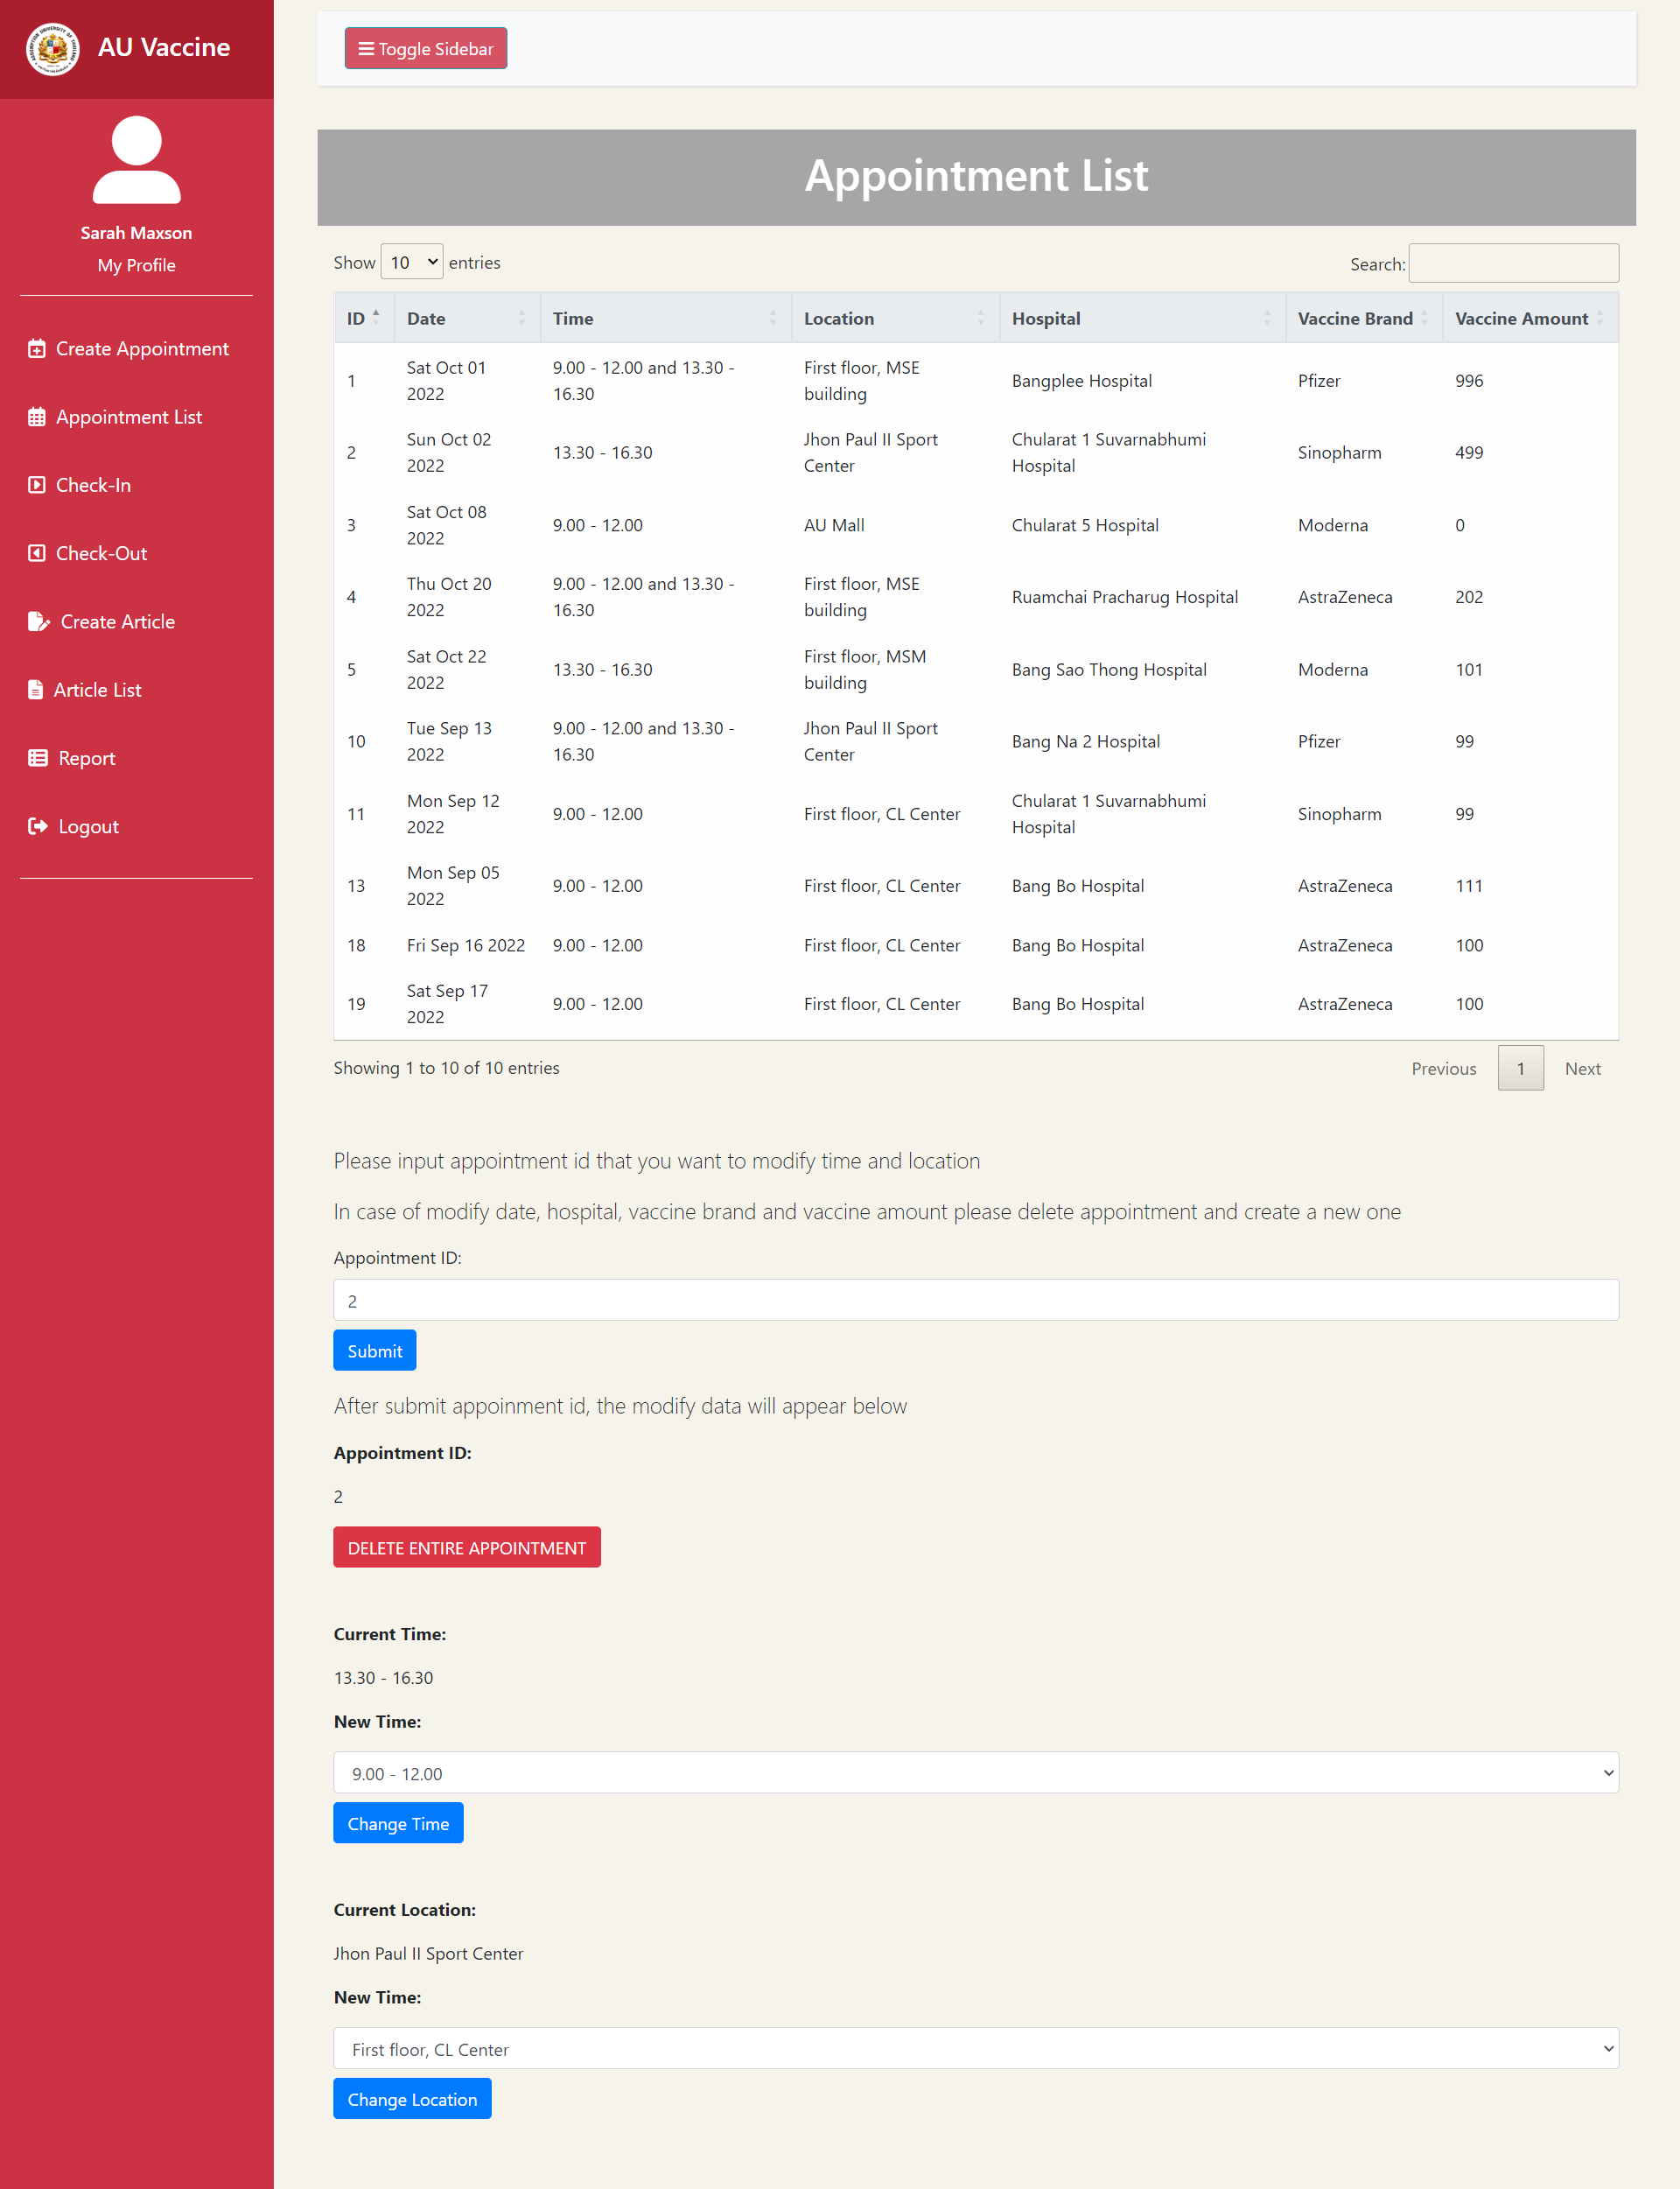 AU Vaccine
Sarah Maxson
My Profile
Create Appointment
Appointment List
Check-In
Check-Out
Create Article
Article List
Report
Logout
Toggle Sidebar
Appointment List
Show 10 entries
Search:
ID Date Time Location Hospital Vaccine Brand Vaccine Amount
1 Sat Oct 01 2022 9.00 - 12.00 and 13.30 - 16.30 First floor, MSE building Bangplee Hospital Pfizer 996
2 Sun Oct 02 2022 13.30 - 16.30 Jhon Paul II Sport Center Chularat 1 Suvarnabhumi Hospital Sinopharm 499
3 Sat Oct 08 2022 9.00 - 12.00 AU Mall Chularat 5 Hospital Moderna 0
4 Thu Oct 20 2022 9.00 - 12.00 and 13.30 - 16.30 First floor, MSE building Ruamchai Pracharug Hospital AstraZeneca 202
5 Sat Oct 22 2022 13.30 - 16.30 First floor, MSM building Bang Sao Thong Hospital Moderna 101
10 Tue Sep 13 2022 9.00 - 12.00 and 13.30 - 16.30 Jhon Paul II Sport Center Bang Na 2 Hospital Pfizer 99
11 Mon Sep 12 2022 9.00 - 12.00 First floor, CL Center Chularat 1 Suvarnabhumi Hospital Sinopharm 99
13 Mon Sep 05 2022 9.00 - 12.00 First floor, CL Center Bang Bo Hospital AstraZeneca 111
18 Fri Sep 16 2022 9.00 - 12.00 First floor, CL Center Bang Bo Hospital AstraZeneca 100
19 Sat Sep 17 2022 9.00 - 12.00 First floor, CL Center Bang Bo Hospital AstraZeneca 100
Showing 1 to 10 of 10 entries
Previous 1 Next
Please input appointment id that you want to modify time and location
In case of modify date, hospital, vaccine brand and vaccine amount please delete appointment and create a new one
Appointment ID:
2
Submit
After submit appoinment id, the modify data will appear below
Appointment ID:
2
DELETE ENTIRE APPOINTMENT
Current Time:
13.30 - 16.30
New Time:
9.00 - 12.00
Change Time
Current Location:
Jhon Paul II Sport Center
New Time:
First floor, CL Center
Change Location